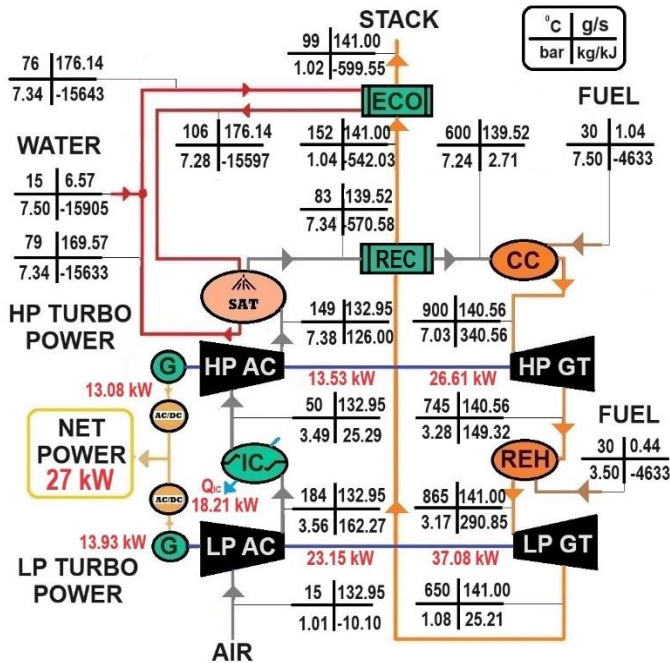 STACK
°C g/s
bar kg/kJ
99 141.00
1.02 -599.55
76 176.14
7.34 -15643
ECO
FUEL
106 176.14
7.28 -15597
152 141.00
1.04 -542.03
600 139.52
7.24 2.71
30 1.04
7.50 -4633
WATER
15 6.57
7.50 -15905
83 139.52
7.34 -570.58
79 169.57
7.34 -15633
REC
CC
SAT
HP TURBO
POWER
149 132.95
7.38 126.00
900 140.56
7.03 340.56
G
HP AC
HP GT
13.08 kW
13.53 kW
26.61 kW
AC/DC
50 132.95
3.49 25.29
745 140.56
3.28 149.32
FUEL
NET
POWER
27 kW
IC
REH
30 0.44
3.50 -4633
QIC
18.21 kW
AC/DC
184 132.95
3.56 162.27
865 141.00
3.17 290.85
13.93 kW
G
LP AC
LP GT
23.15 kW
37.08 kW
LP TURBO
POWER
15 132.95
1.01 -10.10
650 141.00
1.08 25.21
AIR